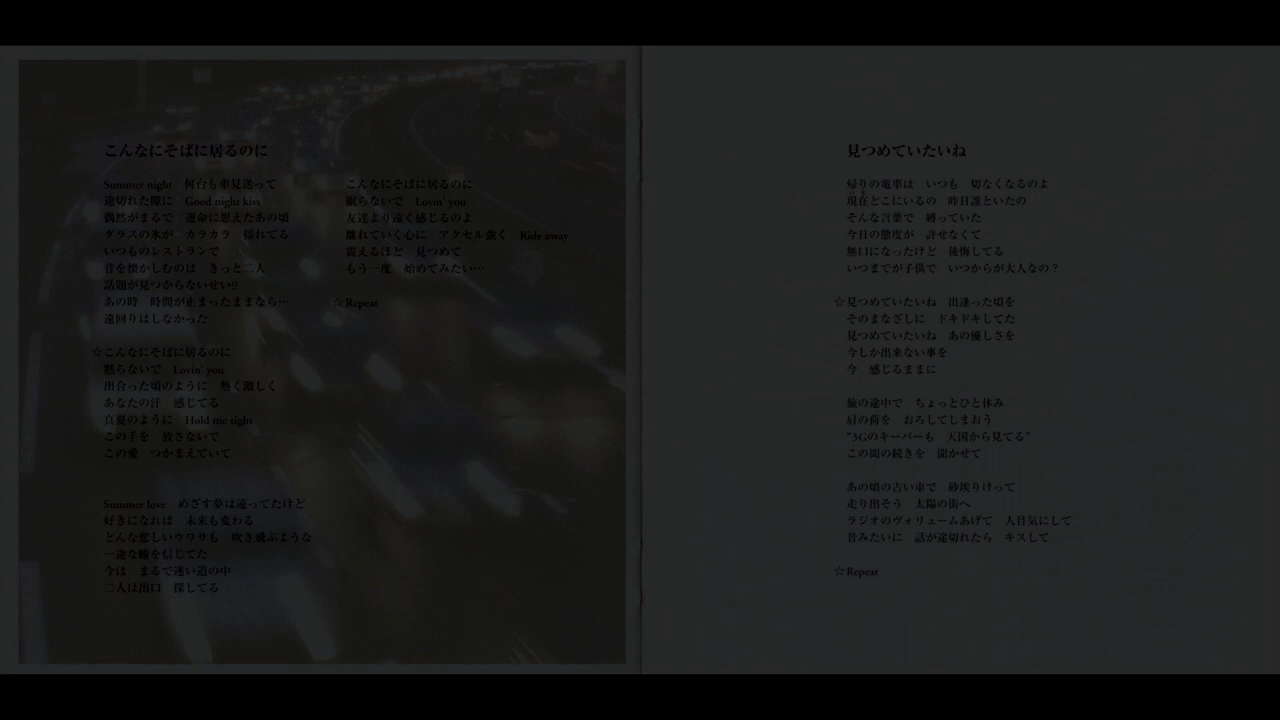 こんなにそばに居るのに
Summer night 何台も車見送って
途切れた隙に Good night kiss
偶然がまるで 運命に思えたあの頃
グラスの氷が カラカラ 揺れてる
いつものレストランで
昔を懐かしむのは きっと二人
話題が見つからないせい!?
あの時 時間が止まったままなら…
遠回りはしなかった
☆こんなにそばに居るのに
黙らないで Lovin' you
出合った頃のように 熱く激しく
あなたの汗 感じてる
真夏のように Hold me tight
この手を 放さないで
この愛 つかまえていて
Summer love めざす夢は違ってたけど
好きになれば 未来も変わる
どんな悲しいウワサも 吹き飛ぶような
一途な瞳を信じてた
今は まるで迷い道の中
二人は出口 探してる
こんなにそばに居るのに
眠らないで Lovin' you
友達より遠く感じるのよ
離れていく心に アクセル強く Ride away
震えるほど 見つめて
もう一度 始めてみたい…
☆Repeat
見つめていたいね
帰りの電車は いつも 切なくなるのよ
現在どこにいるの 昨日誰といたの
そんな言葉で 縛っていた
今日の態度が 許せなくて
無口になったけど 後悔してる
いつまでが子供で いつからが大人なの？
☆見つめていたいね 出逢った頃を
そのまなざしに ドキドキしてた
見つめていたいね あの優しさを
今しか出来ない事を
今 感じるままに
旅の途中で ちょっとひと休み
肩の荷を おろしてしまおう
"3Gのキーパーも 天国から見てる"
この間の続きを 聞かせて
あの頃の古い車で 砂埃りけって
走り出そう 太陽の街へ
ラジオのヴォリュームあげて 人目気にして
昔みたいに 話が途切れたら キスして
☆Repeat